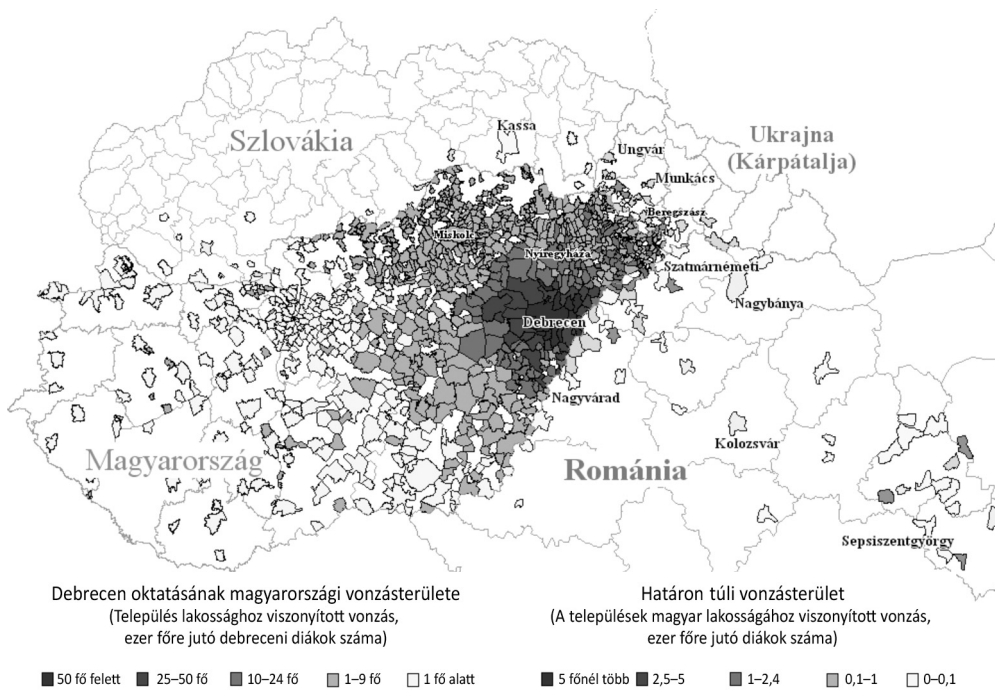 Kassa
Szlovákia
Ukrajna
(Kárpátalja)
Ungvár
Munkács
Beregszász
Miskolc
Nyíregyháza
Szatmárnémeti
Nagybánya
Debrecen
Nagyvárad
Kolozsvár
Magyarország
Románia
Sepsiszentgyörgy
Debrecen oktatásának magyarországi vonzásterülete
(Település lakossághoz viszonyított vonzás,
ezer főre jutó debreceni diákok száma)
50 fő felett 25–50 fő 10–24 fő 1–9 fő 1 fő alatt
Határon túli vonzásterület
(A települések magyar lakosságához viszonyított vonzás,
ezer főre jutó diákok száma)
5 főnél több 2,5–5 1–2,4 0,1–1 0–0,1